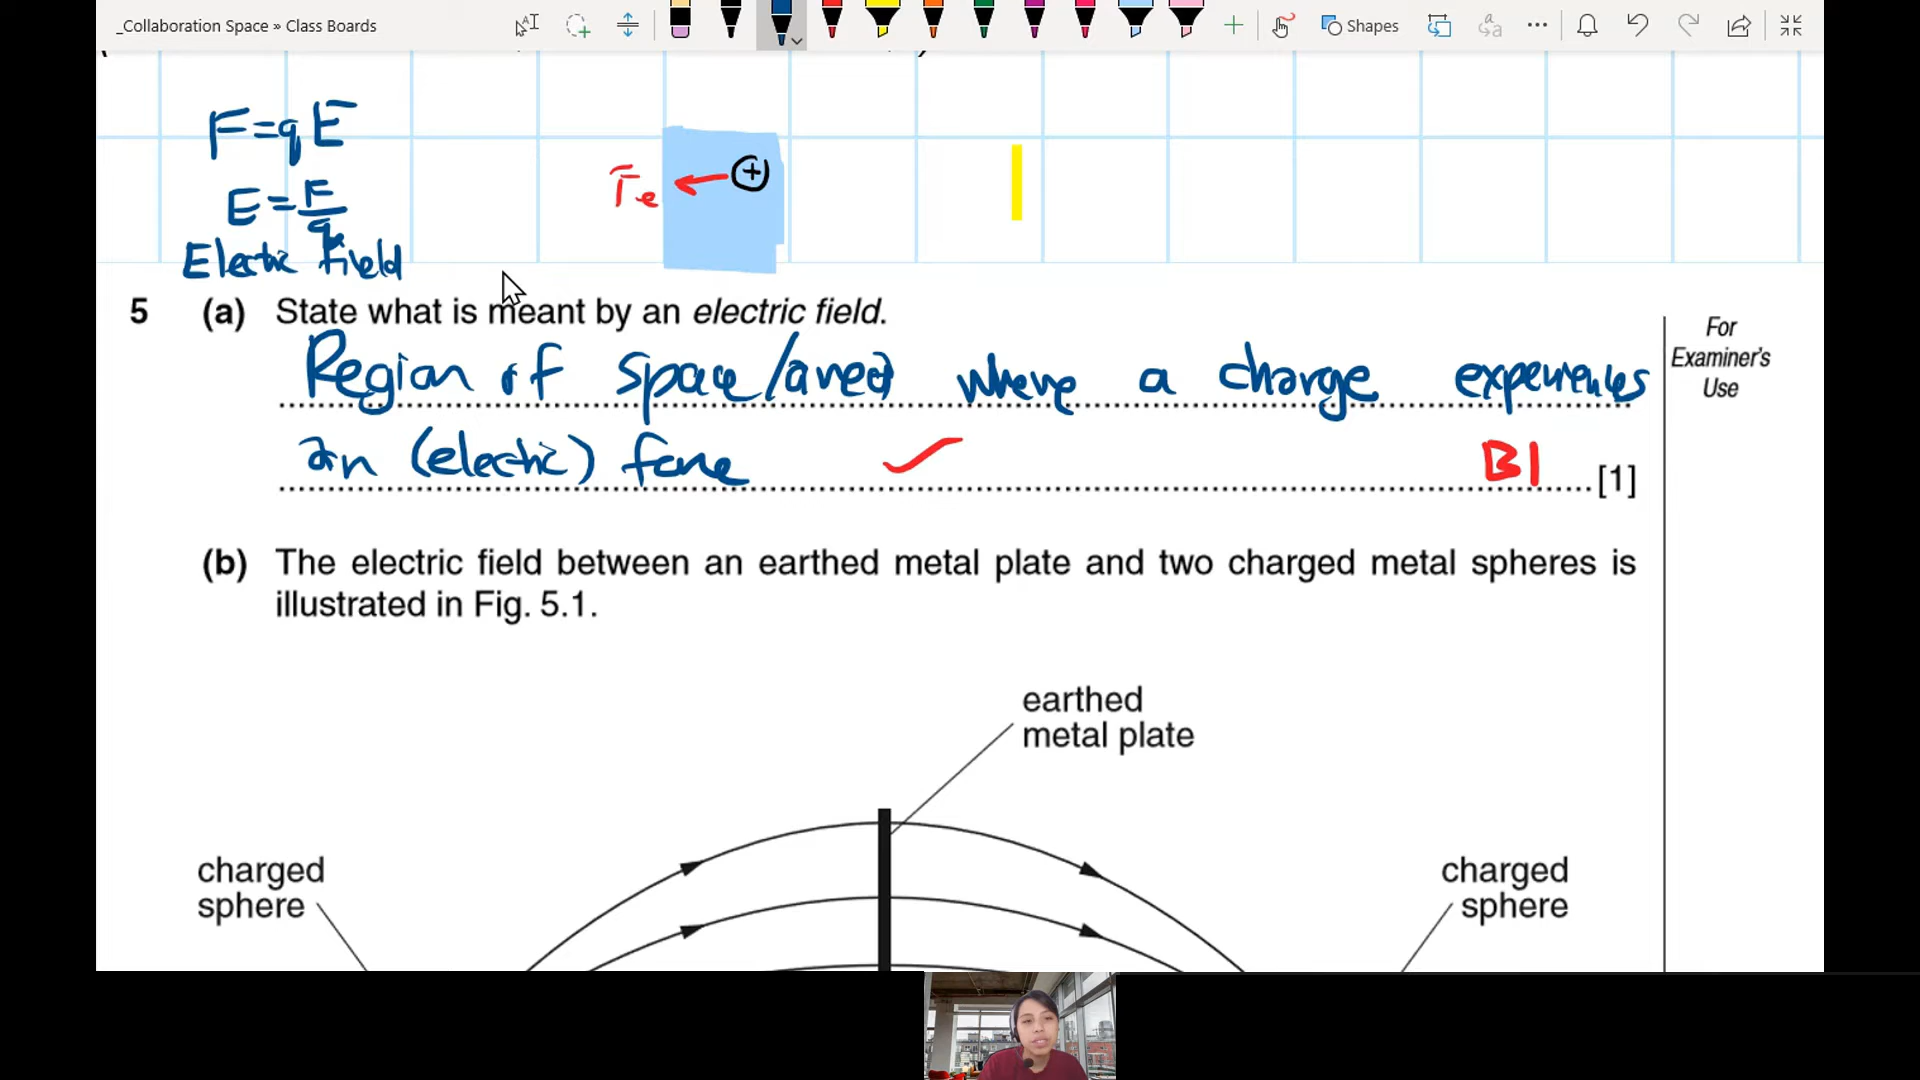 _Collaboration Space » Class Boards
Shapes
F=qE
E=F/q
Electric Field
Fe
+
5 (a) State what is meant by an electric field.
For
Examiner's
Use
Region of space/area where a charge experiences
an (electric) force
B1
[1]
(b) The electric field between an earthed metal plate and two charged metal spheres is
illustrated in Fig. 5.1.
earthed
metal plate
charged
sphere
charged
sphere